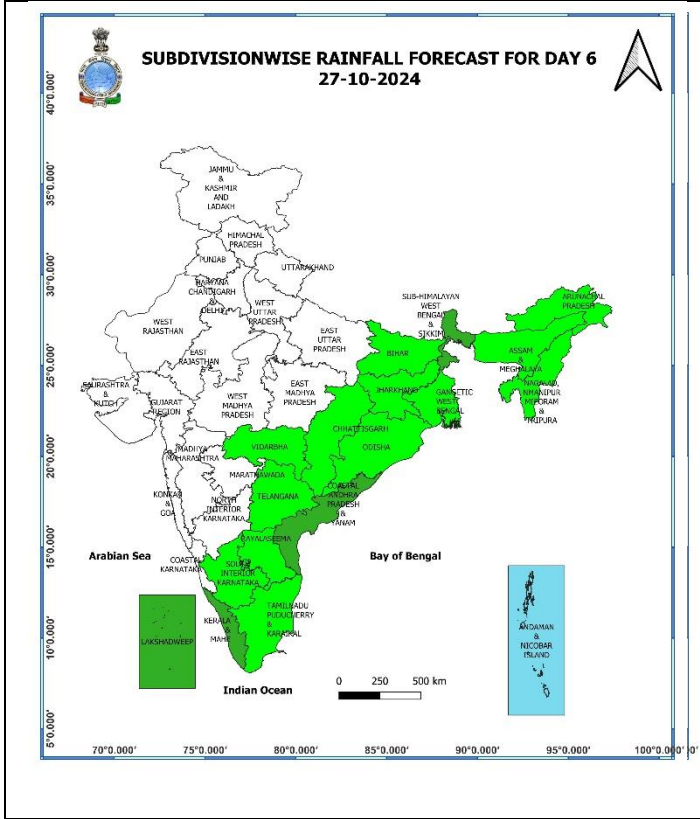 SUBDIVISIONWISE RAINFALL FORECAST FOR DAY 6
27-10-2024
40°0.000'
35°0.000'
30°0.000'
25°0.000'
20°0.000'
15°0.000'
10°0.000'
5°0.000'
JAMMU
&
KASHMIR
AND
LADAKH
HIMACHAL
PRADESH
PUNJAB
UTTARAKHAND
HARYANA
CHANDIGARH
&
DELHI
WEST
UTTAR
PRADESH
WEST
RAJASTHAN
EAST
RAJASTHAN
EAST
UTTAR
PRADESH
SUB-HIMALAYAN
WEST
BENGAL
&
SIKKIM
ARUNACHAL
PRADESH
BIHAR
ASSAM
&
MEGHALAYA
NAGALAD,
MANIPUR
MIZORAM
&
TRIPURA
SAURASHTRA
&
KUTCH
GUJARAT
REGION
WEST
MADHYA
PRADESH
EAST
MADHYA
PRADESH
JHARKHAND
GANGETIC
WEST
BENGAL
CHHATTISGARH
ODISHA
MADHYA
MAHARASHTRA
VIDARBHA
MARATHAWADA
TELANGANA
COASTAL
ANDHRA
PRADESH
&
YANAM
KONKAN
&
GOA
NORTH
INTERIOR
KARNATAKA
RAYALASEEMA
Arabian Sea
Bay of Bengal
COASTAL
KARNATAKA
SOUTH
INTERIOR
KARNATAKA
TAMILNADU
PUDUCHERRY
&
KARAIKAL
KERALA
&
MAHE
LAKSHADWEEP
ANDAMAN
&
NICOBAR
ISLAND
Indian Ocean
0 250 500 km
70°0.000' 75°0.000' 80°0.000' 85°0.000' 90°0.000' 95°0.000' 100°0.000'